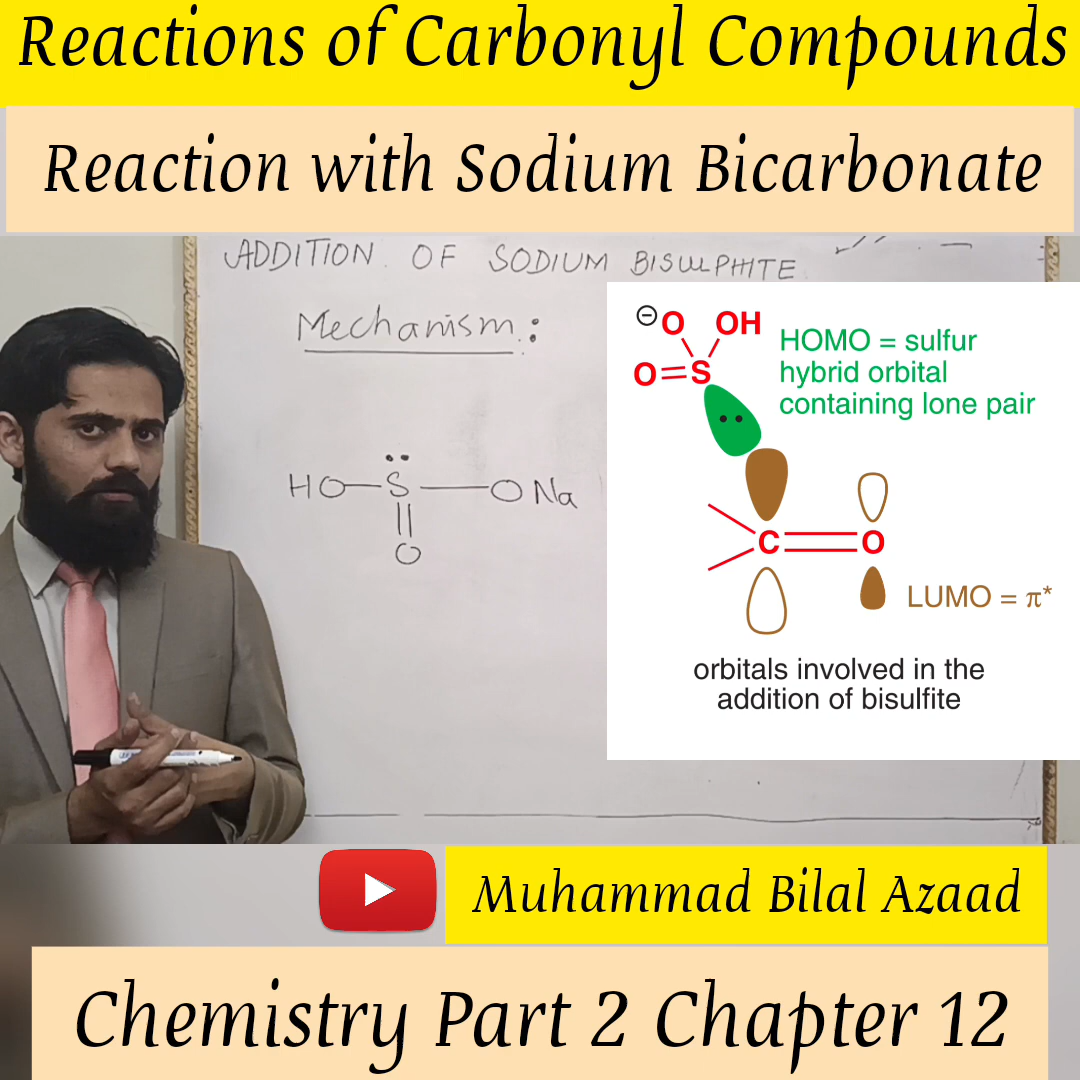 Reactions of Carbonyl Compounds
Reaction with Sodium Bicarbonate
ADDITION OF SODIUM BISULPHITE
Mechanism:
HO—S̈—ONa
||
O
⊖O OH
O=S
HOMO = sulfur
hybrid orbital
containing lone pair
C=O
LUMO = π*
orbitals involved in the
addition of bisulfite
Muhammad Bilal Azaad
Chemistry Part 2 Chapter 12